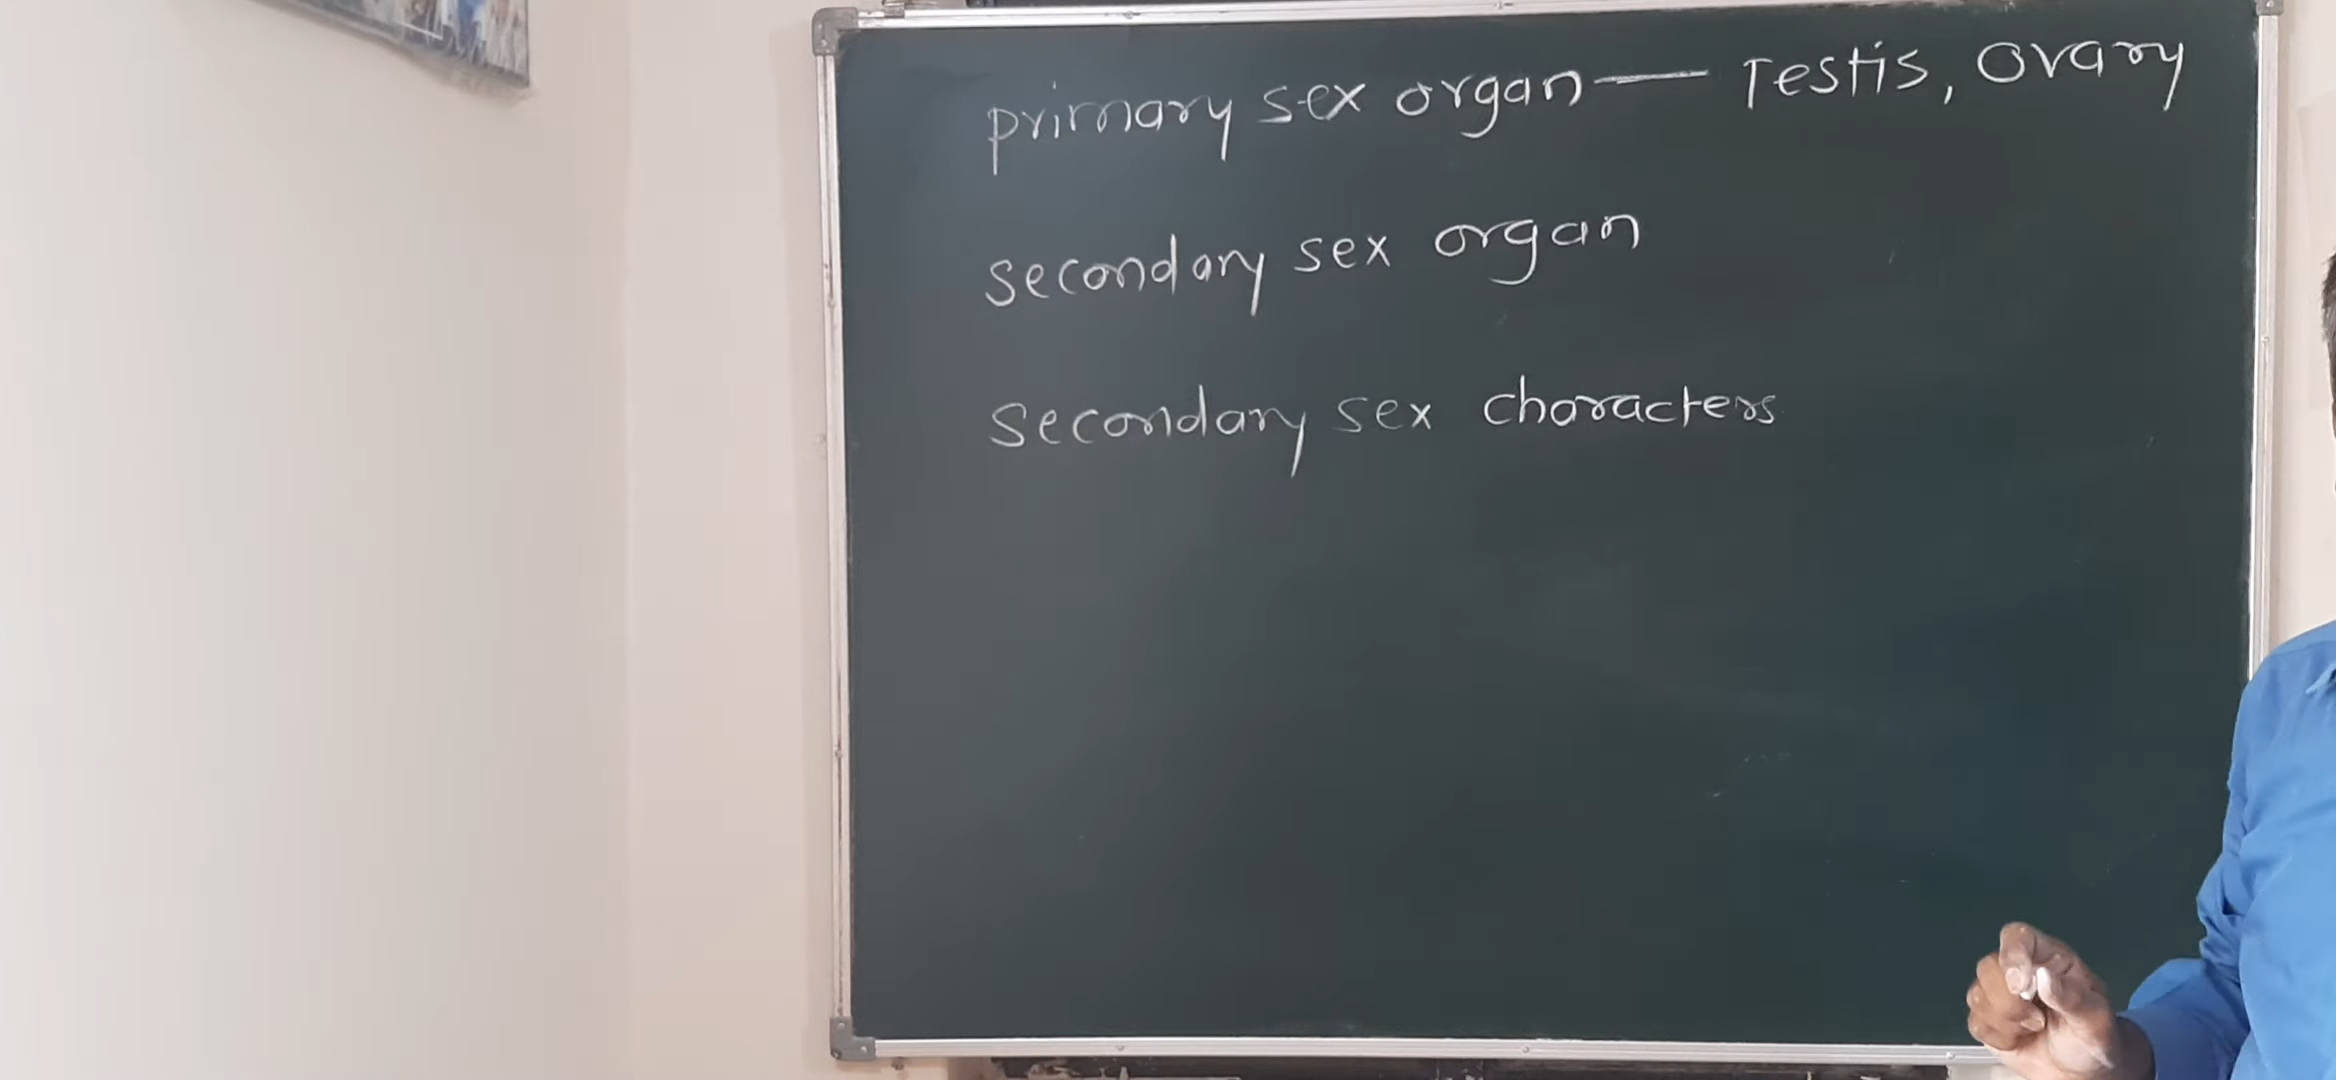 primary sex organ — Testis, Ovary
secondary sex organ
secondary sex characters